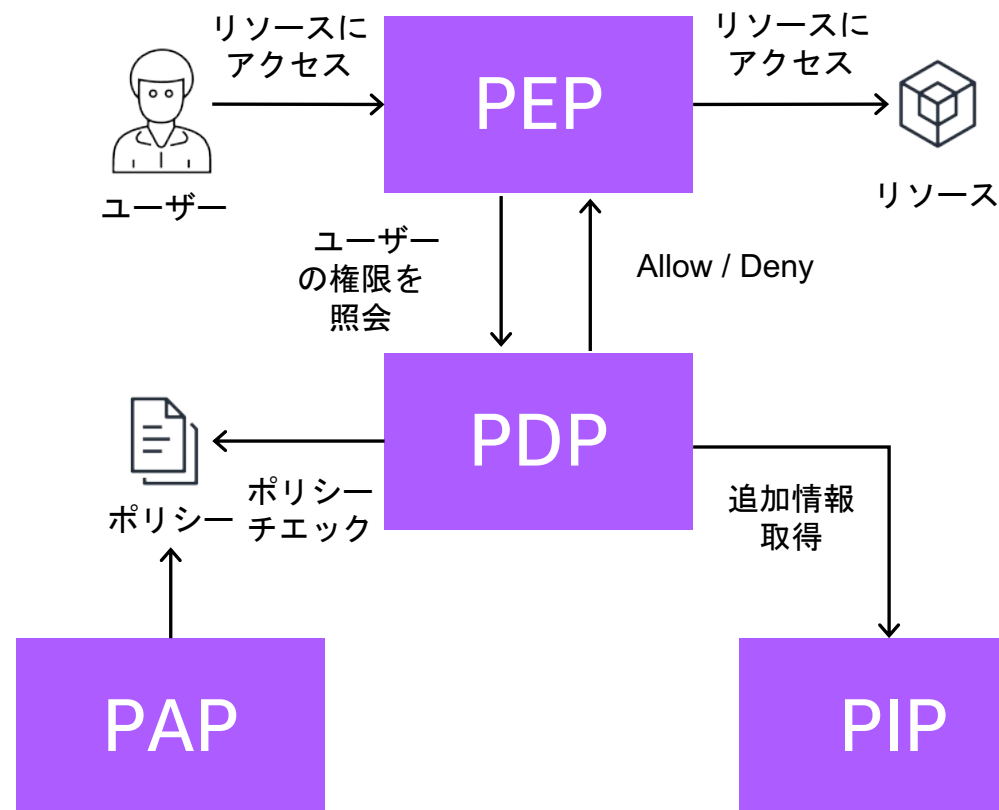 リソースに
アクセス
PEP
リソースに
アクセス
ユーザー
リソース
ユーザー
の権限を
照会
Allow / Deny
PDP
ポリシー
ポリシー
チエック
追加情報
取得
PAP
PIP